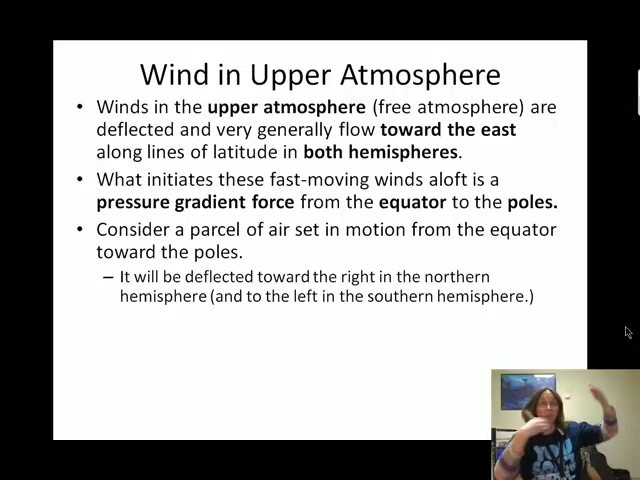 Wind in Upper Atmosphere
• Winds in the upper atmosphere (free atmosphere) are
deflected and very generally flow toward the east
along lines of latitude in both hemispheres.
• What initiates these fast-moving winds aloft is a
pressure gradient force from the equator to the poles.
• Consider a parcel of air set in motion from the equator
toward the poles.
– It will be deflected toward the right in the northern
hemisphere (and to the left in the southern hemisphere.)